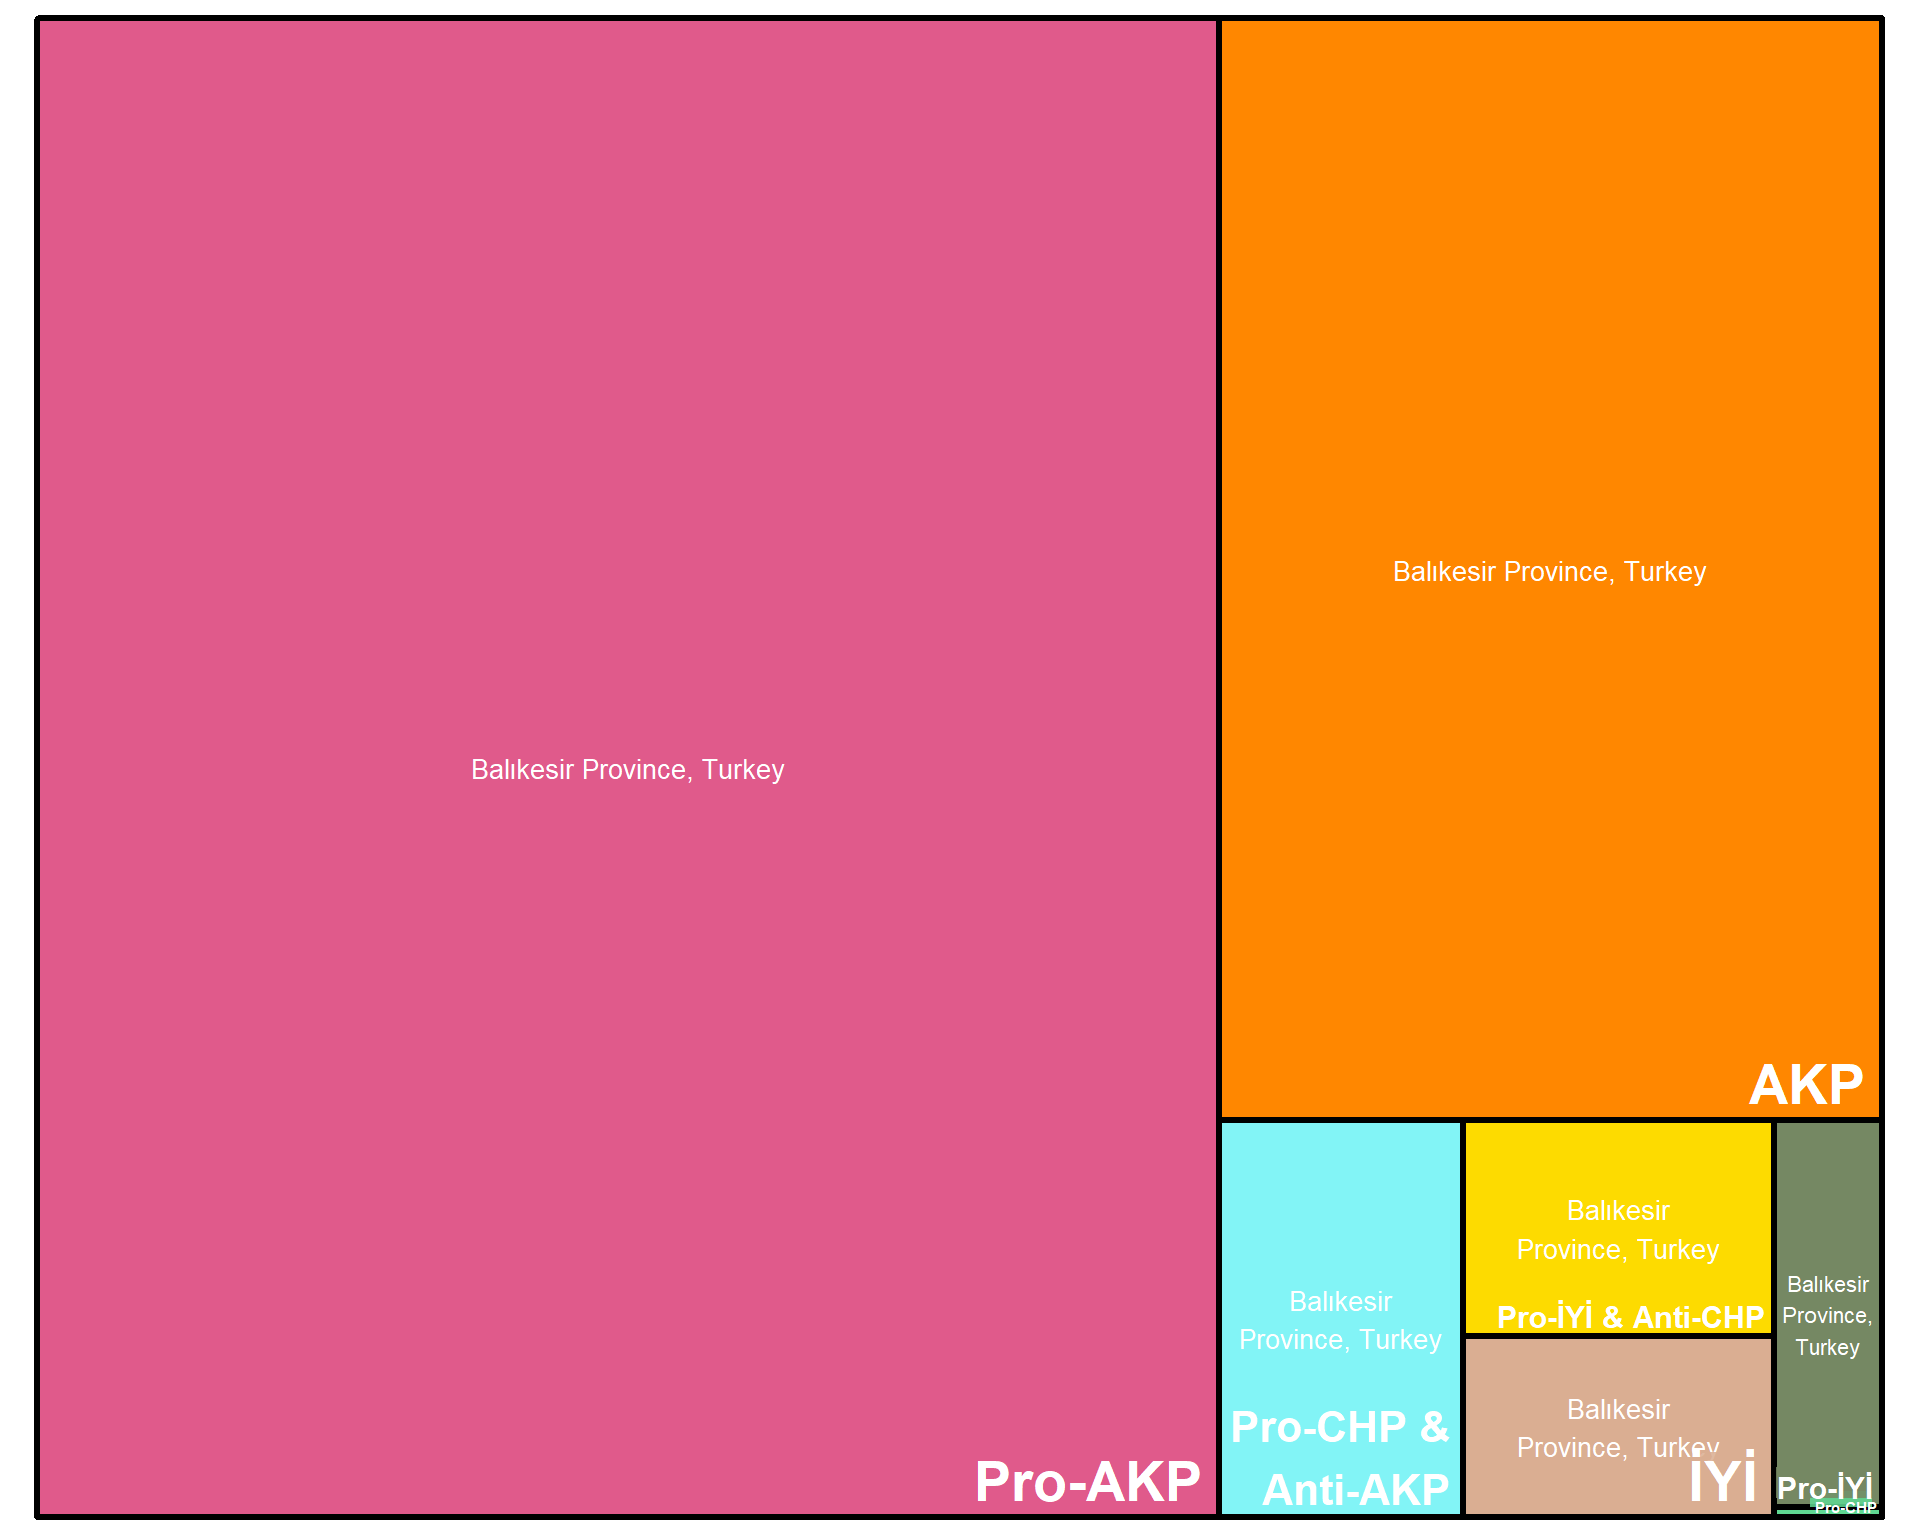 Balıkesir Province, Turkey
Pro-AKP
Balıkesir Province, Turkey
AKP
Balıkesir
Province, Turkey
Pro-CHP &
Anti-AKP
Balıkesir
Province, Turkey
Pro-İYİ & Anti-CHP
Balıkesir
Province, Turkey
İYİ
Balıkesir
Province,
Turkey
Pro-İYİ
Pro-CHP